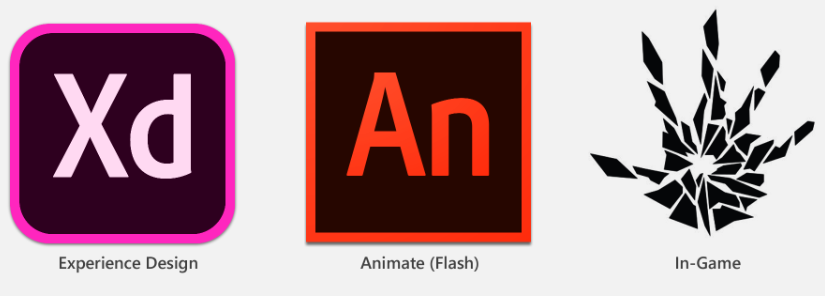 Xd
An
Experience Design
Animate (Flash)
In-Game